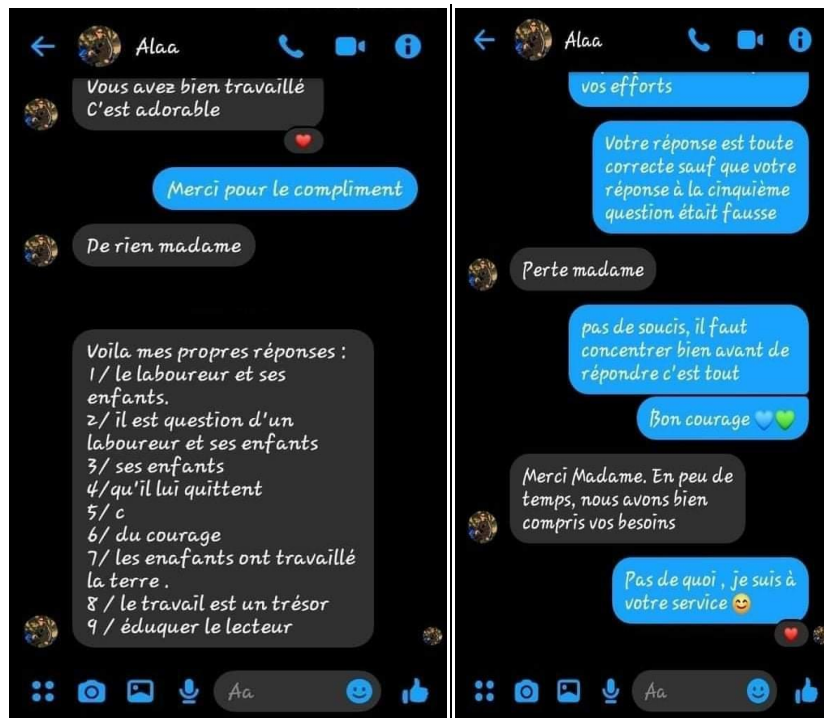 Alaa
Vous avez bien travaillé
C'est adorable
Merci pour le compliment
De rien madame
Voila mes propres réponses :
1/ le laboureur et ses
enfants.
2/ il est question d'un
laboureur et ses enfants
3/ ses enfants
4/qu'il lui quittent
5/ c
6/ du courage
7/ les enafants ont travaillé
la terre .
8 / le travail est un trésor
9 / éduquer le lecteur
Aa
Alaa
vos efforts
Votre réponse est toute
correcte sauf que votre
réponse à la cinquième
question était fausse
Perte madame
pas de soucis, il faut
concentrer bien avant de
répondre c'est tout
Bon courage 💙💚
Merci Madame. En peu de
temps, nous avons bien
compris vos besoins
Pas de quoi , je suis à
votre service 😊
Aa